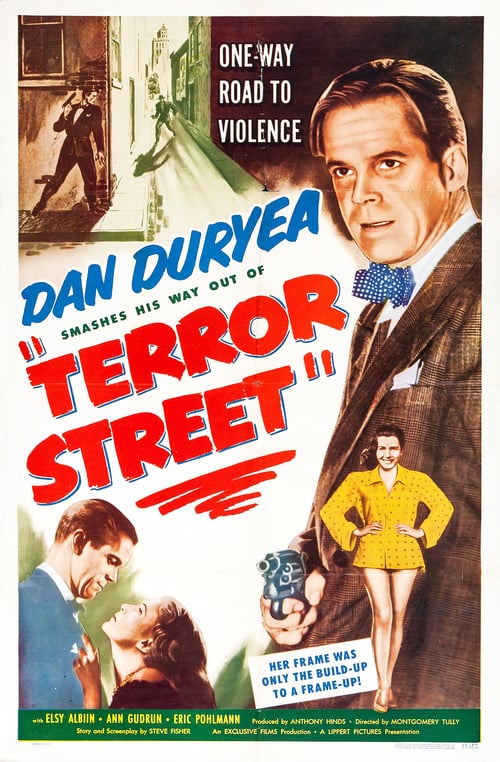 ONE-WAY
ROAD TO
VIOLENCE
DAN DURYEA
SMASHES HIS WAY OUT OF
"TERROR
STREET"
HER FRAME WAS
ONLY THE BUILD-UP
TO A FRAME-UP!
with ELSY ALBIIN · ANN GUDRUN · ERIC POHLMANN Produced by ANTHONY HINDS · Directed by MONTGOMERY TULLY
Story and Screenplay by STEVE FISHER An EXCLUSIVE FILMS Production · A LIPPERT PICTURES Presentation